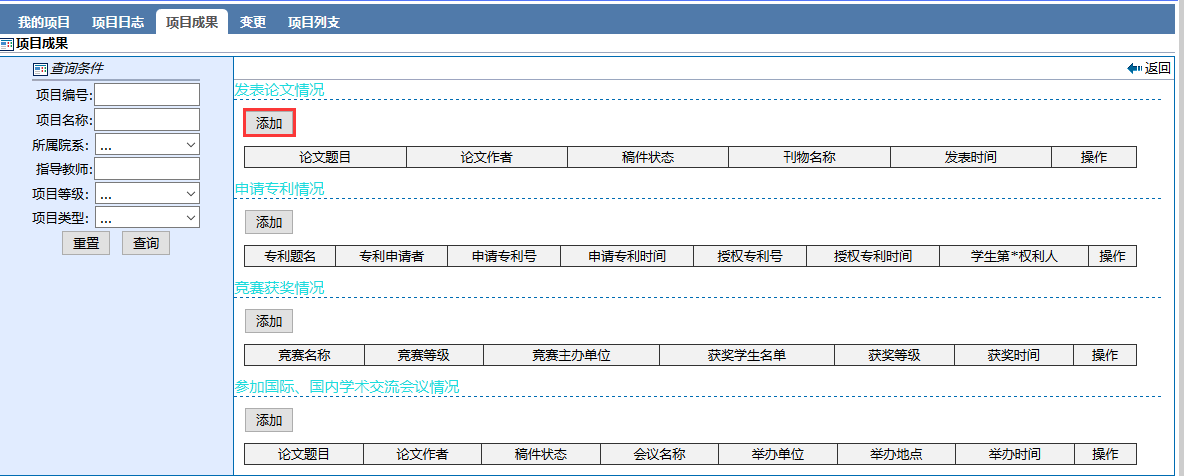 我的项目 项目日志 项目成果 变更 项目列支
项目成果
查询条件
项目编号:
项目名称:
所属院系: ...
指导教师:
项目等级: ...
项目类型: ...
重置 查询
返回
发表论文情况
添加
论文题目 论文作者 稿件状态 刊物名称 发表时间 操作
申请专利情况
添加
专利题名 专利申请者 申请专利号 申请专利时间 授权专利号 授权专利时间 学生第*权利人 操作
竞赛获奖情况
添加
竞赛名称 竞赛等级 竞赛主办单位 获奖学生名单 获奖等级 获奖时间 操作
参加国际、国内学术交流会议情况
添加
论文题目 论文作者 稿件状态 会议名称 举办单位 举办地点 举办时间 操作